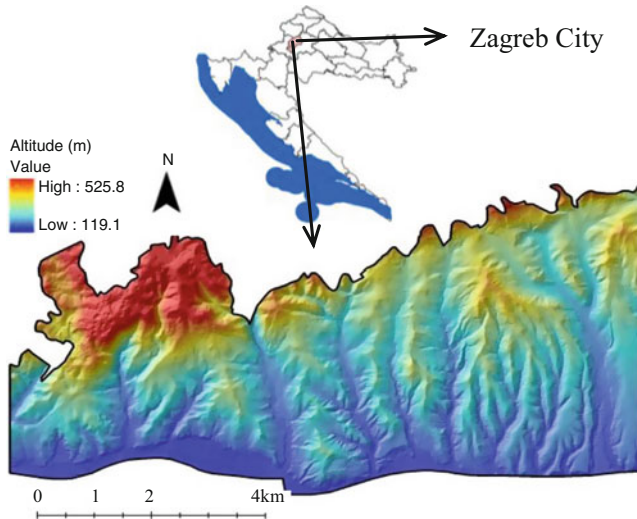 Zagreb City
Altitude (m)
Value
High : 525.8
Low : 119.1
N
0 1 2 4km